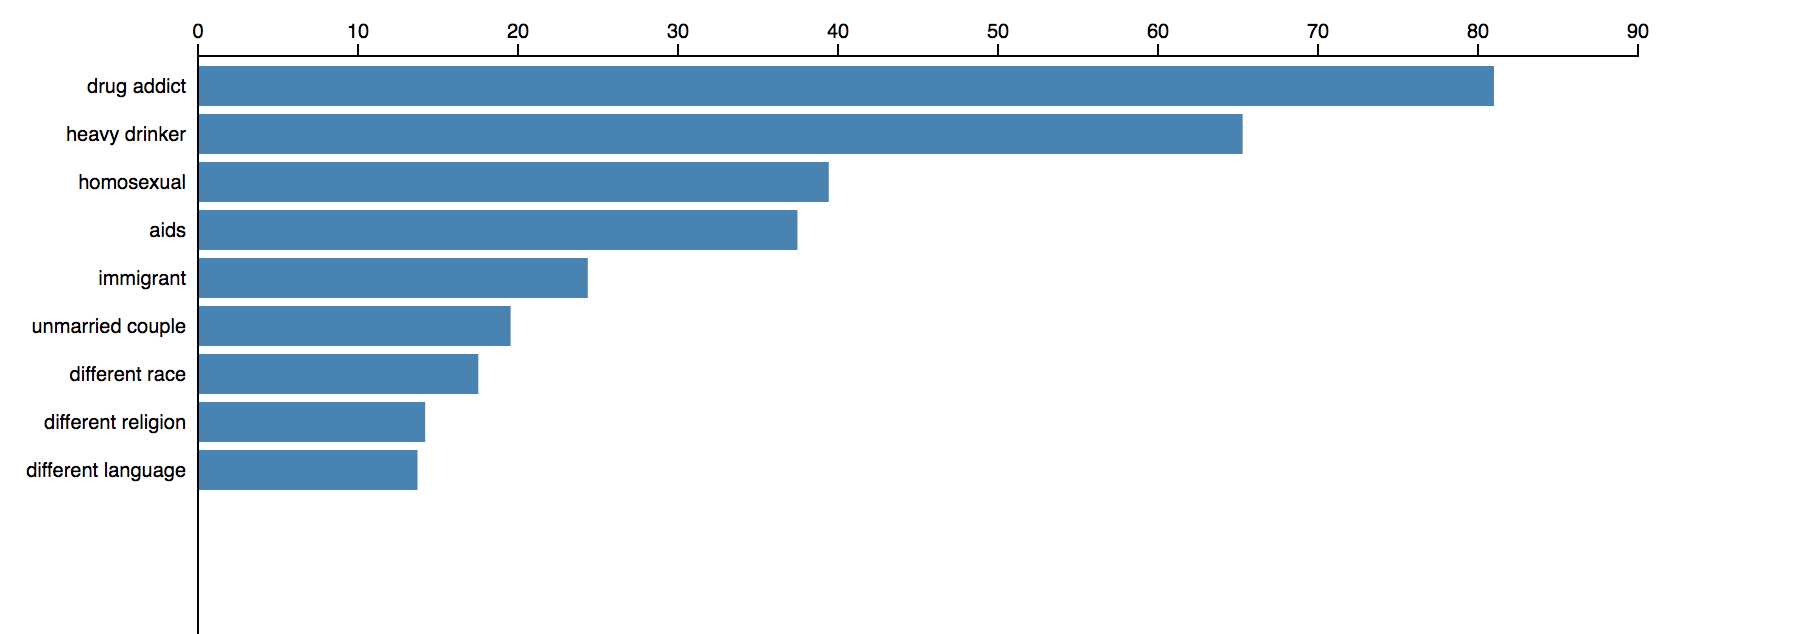 0 10 20 30 40 50 60 70 80 90
drug addict
heavy drinker
homosexual
aids
immigrant
unmarried couple
different race
different religion
different language